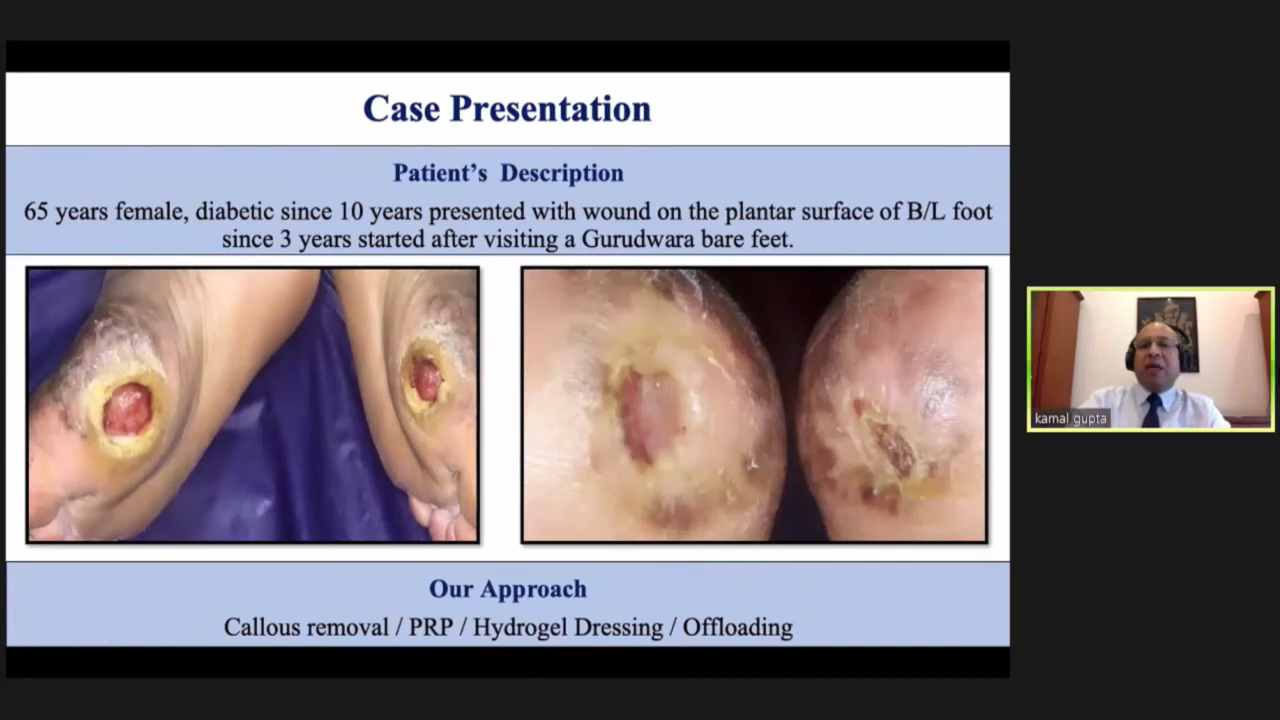 Case Presentation
Patient's Description
65 years female, diabetic since 10 years presented with wound on the plantar surface of B/L foot
since 3 years started after visiting a Gurudwara bare feet.
kamal gupta
Our Approach
Callous removal / PRP / Hydrogel Dressing / Offloading